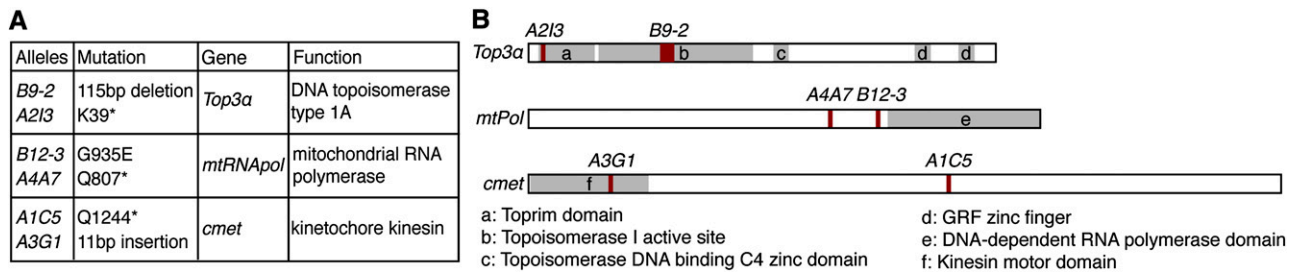 A
Alleles Mutation Gene Function
B9-2 115bp deletion Top3α DNA topoisomerase
A2I3 K39* type 1A
B12-3 G935E mtRNApol mitochondrial RNA
A4A7 Q807* polymerase
A1C5 Q1244* cmet kinetochore kinesin
A3G1 11bp insertion
B
A2I3 B9-2
Top3α a b c d d
A4A7 B12-3
mtPol e
A3G1 A1C5
cmet f
a: Toprim domain
b: Topoisomerase I active site
c: Topoisomerase DNA binding C4 zinc domain
d: GRF zinc finger
e: DNA-dependent RNA polymerase domain
f: Kinesin motor domain